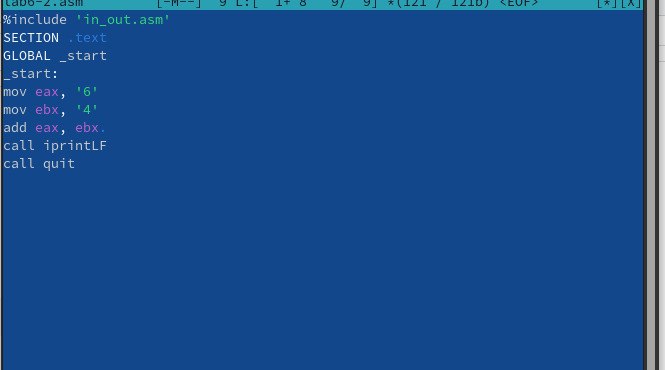 lab6-2.asm [-M--] 9 L:[ 1+ 8 9/ 9] *(121 / 121b) <EOF> [*][X]
%include 'in_out.asm'
SECTION .text
GLOBAL _start
_start:
mov eax, '6'
mov ebx, '4'
add eax, ebx.
call iprintLF
call quit